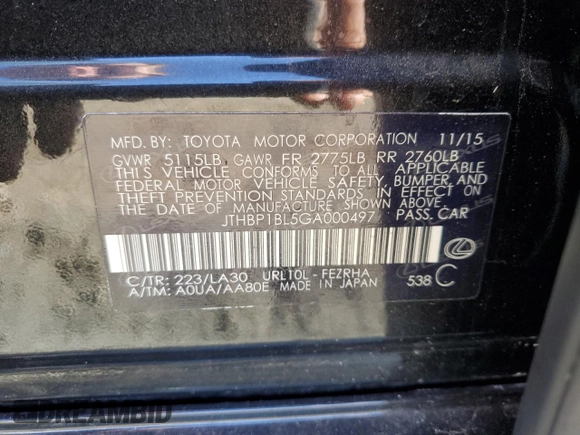 MFD. BY: TOYOTA MOTOR CORPORATION 11/15
GVWR 5115LB, GAWR FR 2775LB RR 2760LB
THIS VEHICLE CONFORMS TO ALL APPLICABLE
FEDERAL MOTOR VEHICLE SAFETY, BUMPER, AND
THEFT PREVENTION STANDARDS IN EFFECT ON
THE DATE OF MANUFACTURE SHOWN ABOVE.
JTHBP1BL5GA000497 PASS. CAR
C/TR: 223/LA30 URLTOL-FEZRHA
A/TM: A0UA/AA80E MADE IN JAPAN 538 C
DREAMBID